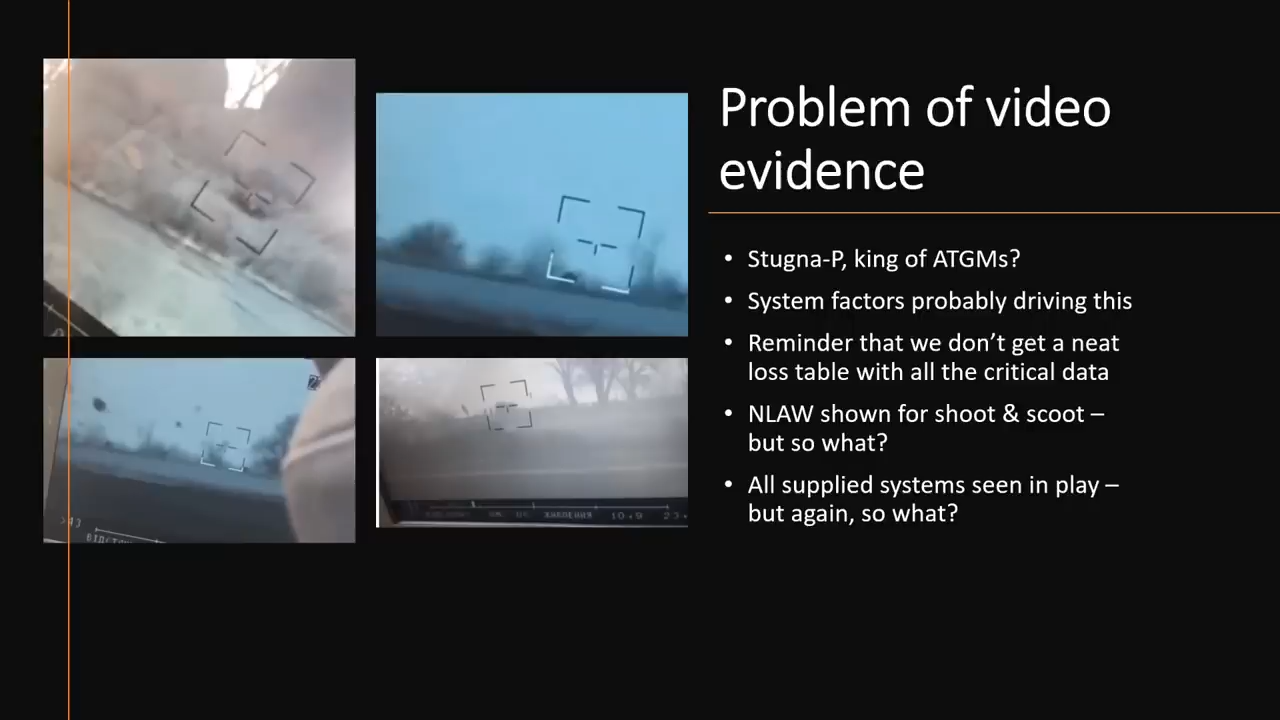 Problem of video
evidence
• Stugna-P, king of ATGMs?
• System factors probably driving this
• Reminder that we don’t get a neat
loss table with all the critical data
• NLAW shown for shoot & scoot –
but so what?
• All supplied systems seen in play –
but again, so what?